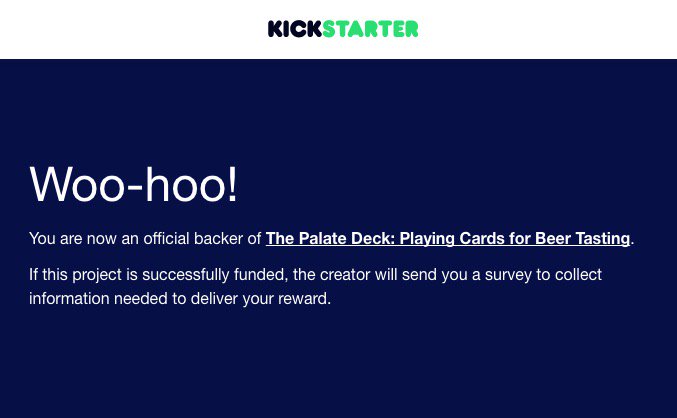 KICKSTARTER
Woo-hoo!
You are now an official backer of The Palate Deck: Playing Cards for Beer Tasting.
If this project is successfully funded, the creator will send you a survey to collect
information needed to deliver your reward.